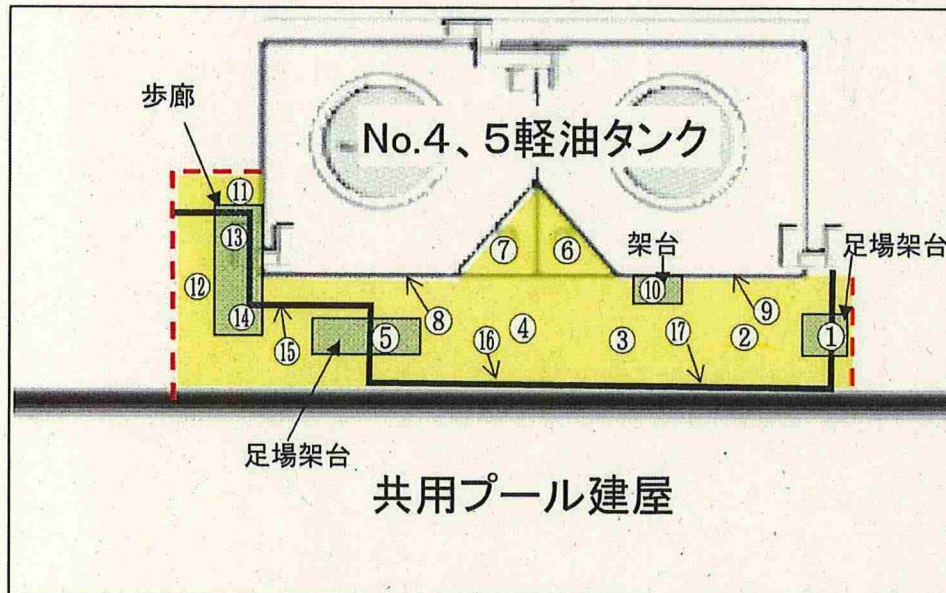 歩廊
No.4、5軽油タンク
⑪
⑬
⑦
⑥
架台
足場架台
⑫
⑩
⑭
⑧
④
③
⑨
②
①
⑮
⑤
⑯
⑰
足場架台
共用プール建屋